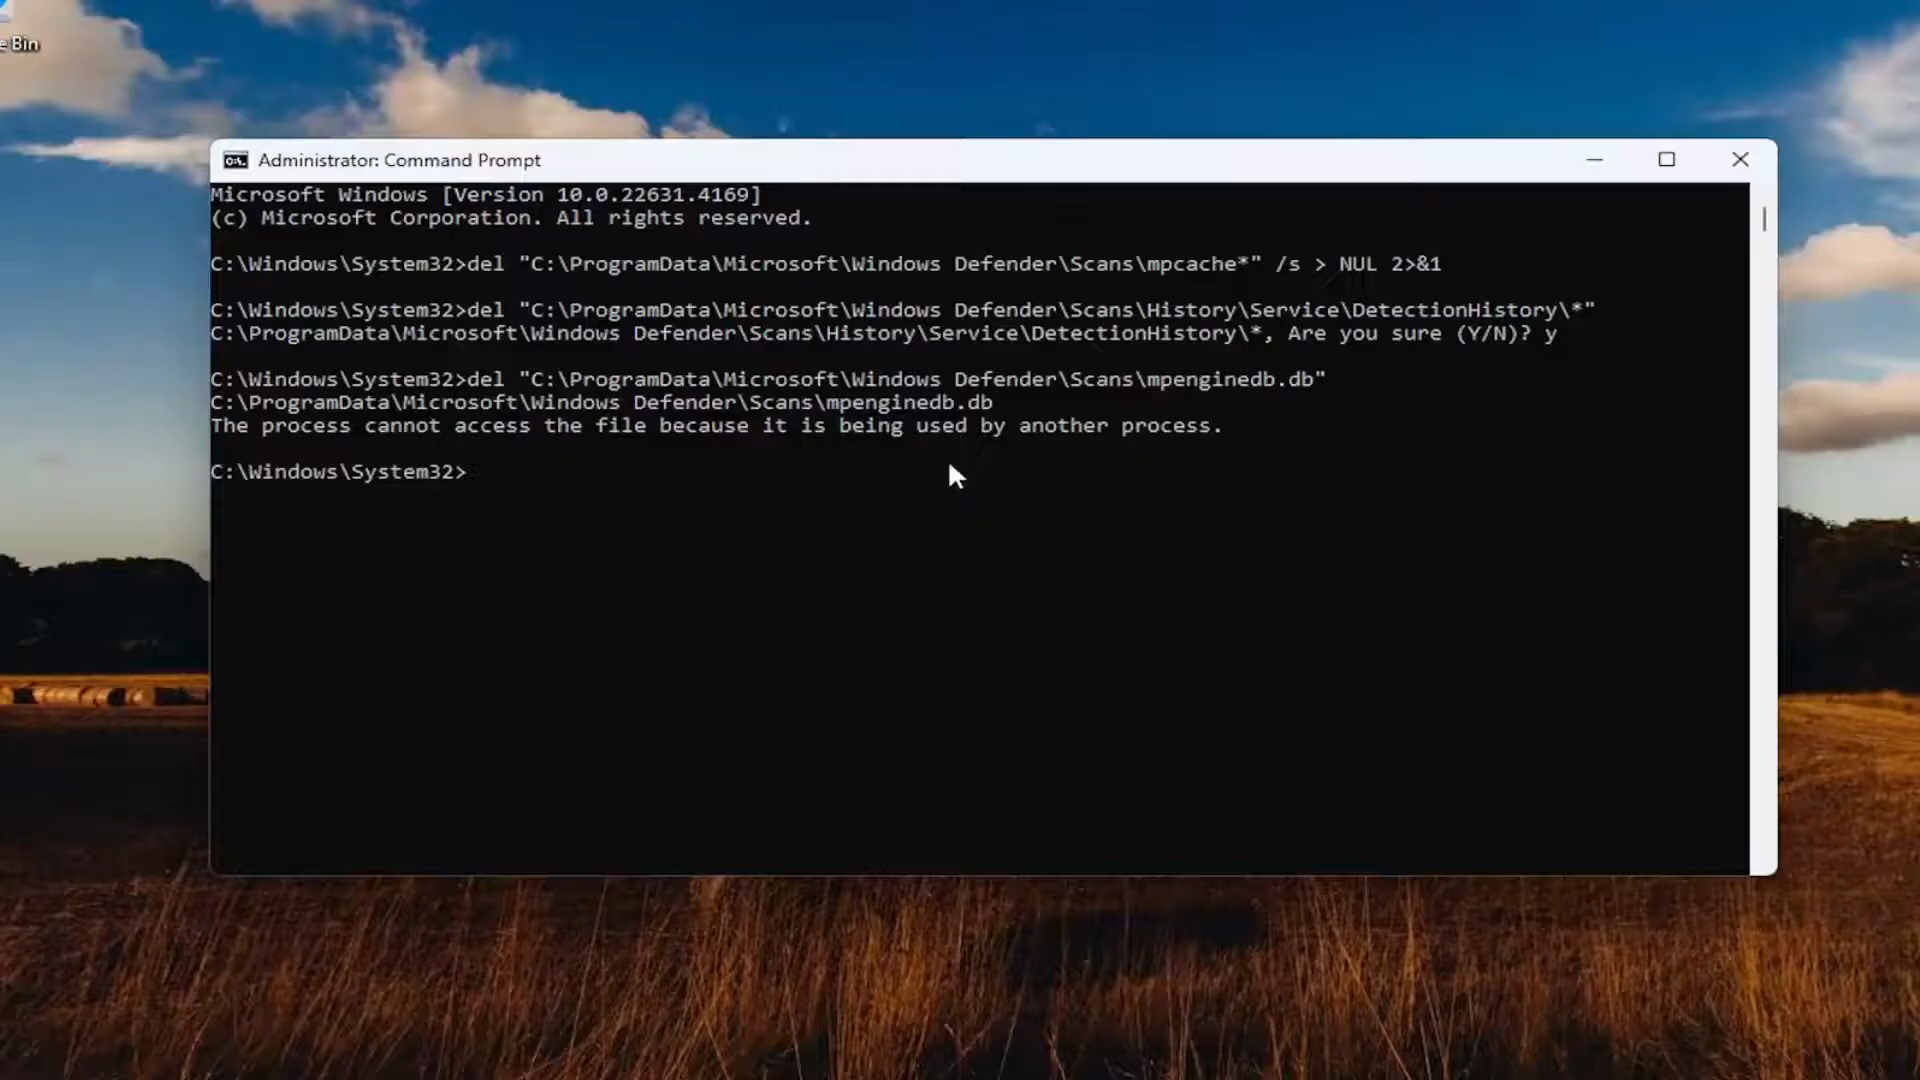 e Bin
Administrator: Command Prompt
Microsoft Windows [Version 10.0.22631.4169]
(c) Microsoft Corporation. All rights reserved.
C:\Windows\System32>del "C:\ProgramData\Microsoft\Windows Defender\Scans\mpcache*" /s > NUL 2>&1
C:\Windows\System32>del "C:\ProgramData\Microsoft\Windows Defender\Scans\History\Service\DetectionHistory\*"
C:\ProgramData\Microsoft\Windows Defender\Scans\History\Service\DetectionHistory\*, Are you sure (Y/N)? y
C:\Windows\System32>del "C:\ProgramData\Microsoft\Windows Defender\Scans\mpenginedb.db"
C:\ProgramData\Microsoft\Windows Defender\Scans\mpenginedb.db
The process cannot access the file because it is being used by another process.
C:\Windows\System32>